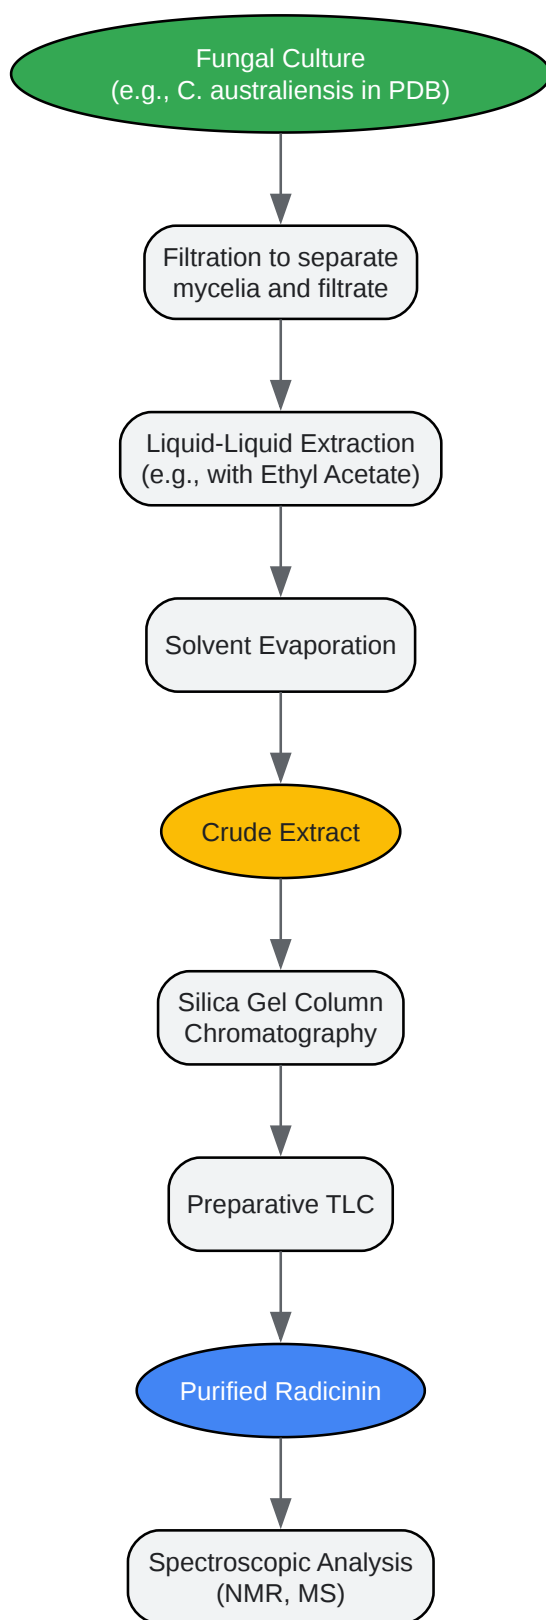 Fungal Culture
(e.g., C. australiensis in PDB)
Filtration to separate
mycelia and filtrate
Liquid-Liquid Extraction
(e.g., with Ethyl Acetate)
Solvent Evaporation
Crude Extract
Silica Gel Column
Chromatography
Preparative TLC
Purified Radicinin
Spectroscopic Analysis
(NMR, MS)